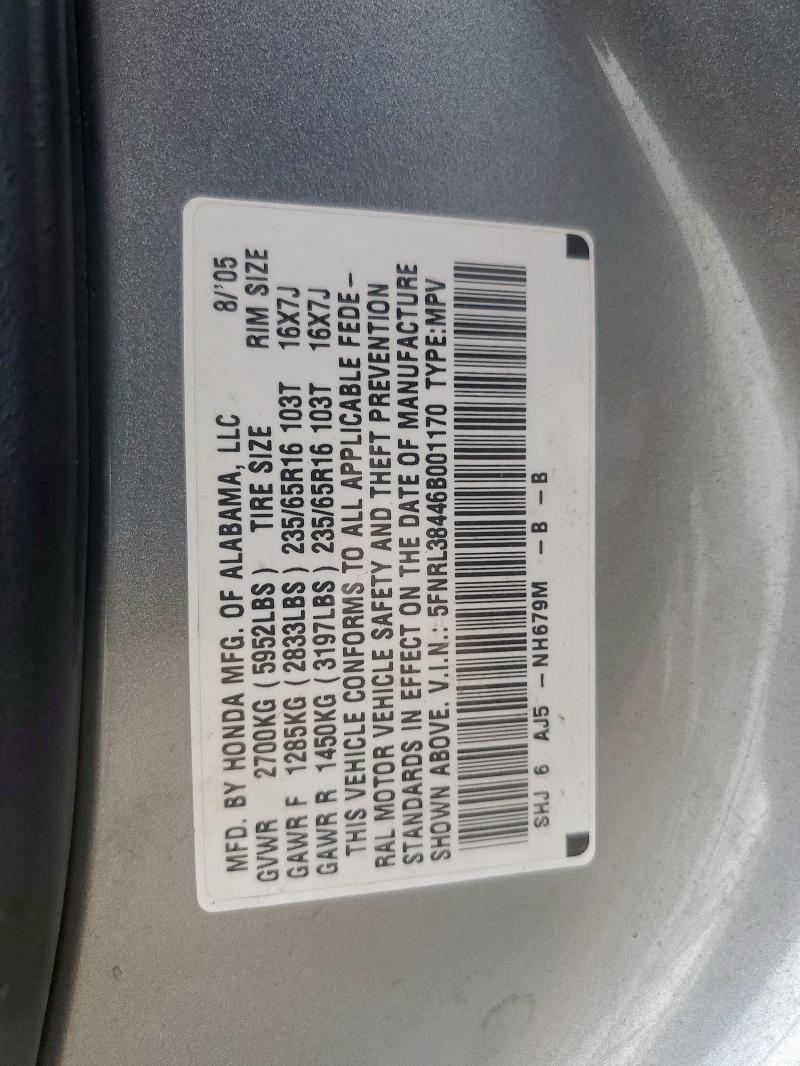 MFD. BY HONDA MFG. OF ALABAMA, LLC 8/'05
GVWR 2700KG ( 5952LBS ) TIRE SIZE RIM SIZE
GAWR F 1285KG ( 2833LBS ) 235/65R16 103T 16X7J
GAWR R 1450KG ( 3197LBS ) 235/65R16 103T 16X7J
THIS VEHICLE CONFORMS TO ALL APPLICABLE FEDE-
RAL MOTOR VEHICLE SAFETY AND THEFT PREVENTION
STANDARDS IN EFFECT ON THE DATE OF MANUFACTURE
SHOWN ABOVE. V.I.N.: 5FNRL38446B001170 TYPE:MPV
SHJ 6 AJ5 -NH679M -B -B